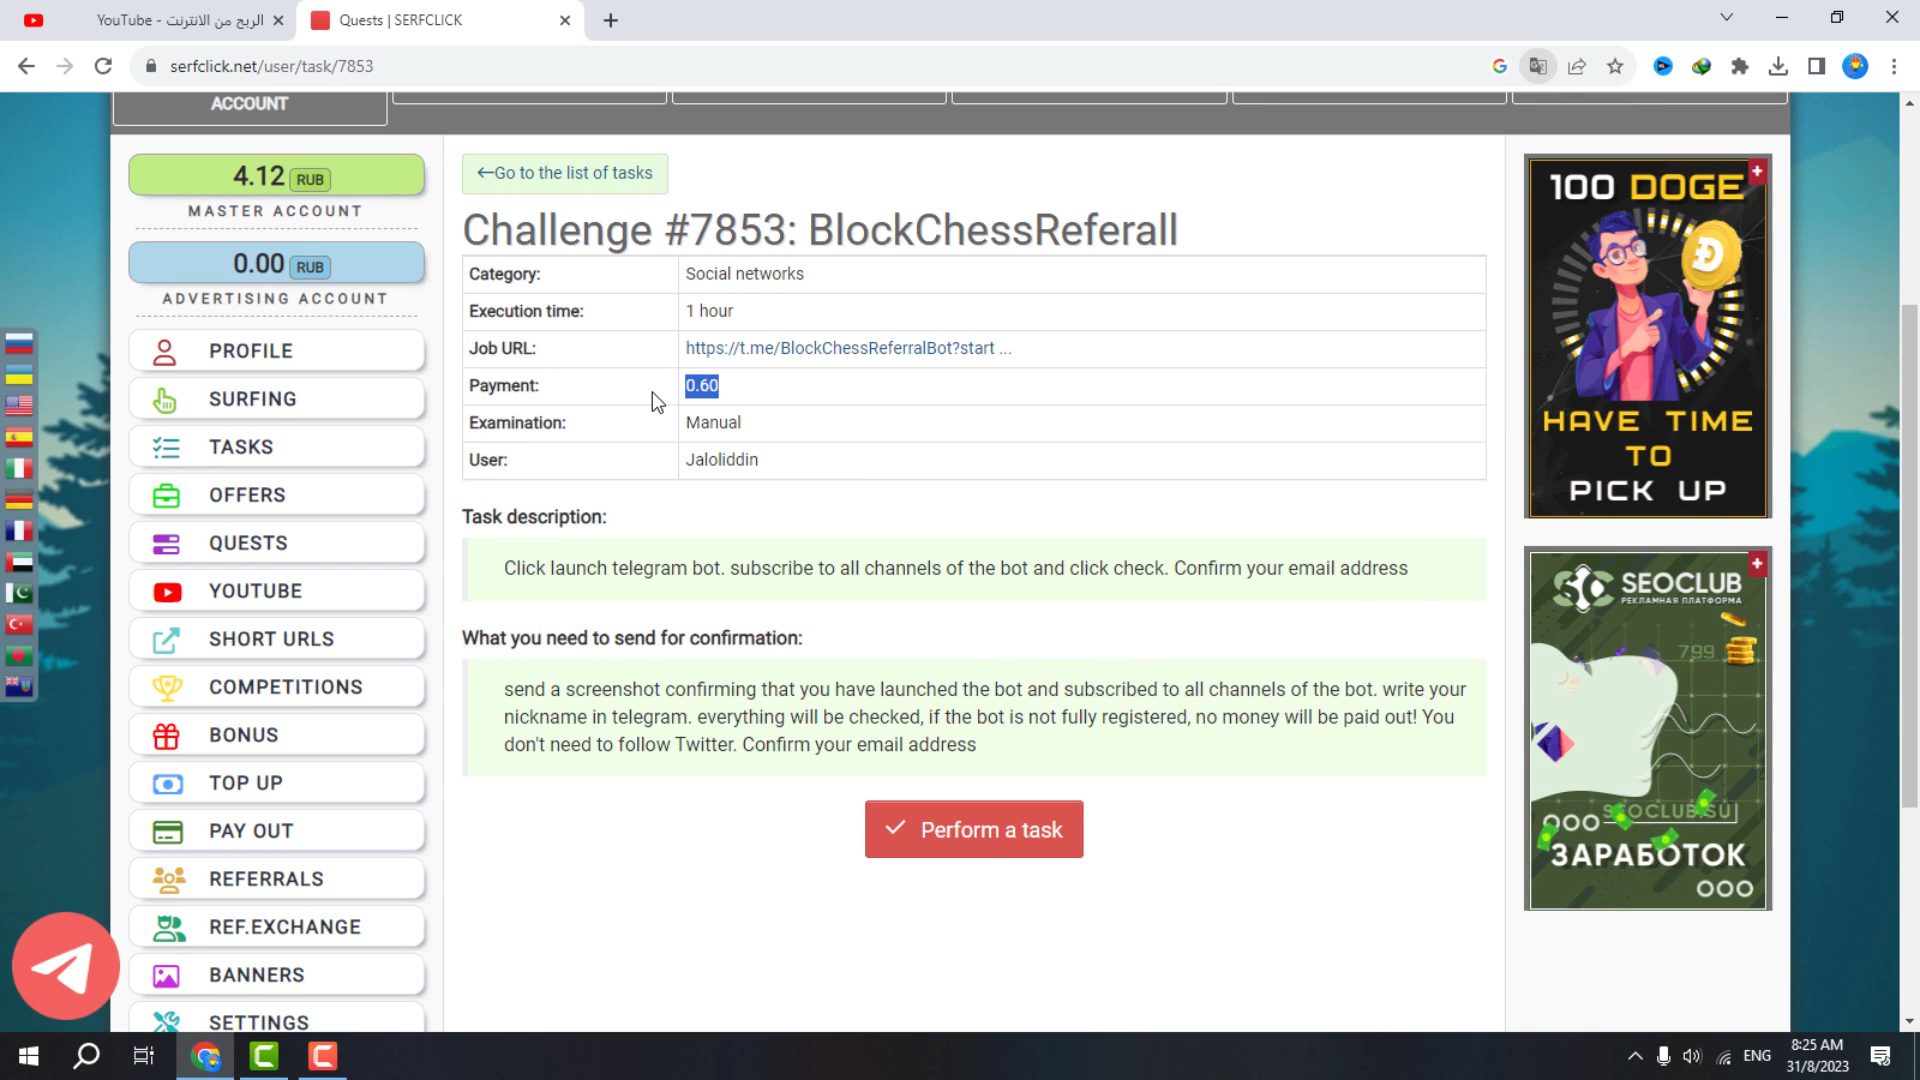 YouTube - الربح من الانترنت
Quests | SERFCLICK
serfclick.net/user/task/7853
ACCOUNT
4.12 RUB
MASTER ACCOUNT
0.00 RUB
ADVERTISING ACCOUNT
PROFILE
SURFING
TASKS
OFFERS
QUESTS
YOUTUBE
SHORT URLS
COMPETITIONS
BONUS
TOP UP
PAY OUT
REFERRALS
REF.EXCHANGE
BANNERS
SETTINGS
←Go to the list of tasks
Challenge #7853: BlockChessReferall
Category: Social networks
Execution time: 1 hour
Job URL: https://t.me/BlockChessReferralBot?start ...
Payment: 0.60
Examination: Manual
User: Jaloliddin
Task description:
Click launch telegram bot. subscribe to all channels of the bot and click check. Confirm your email address
What you need to send for confirmation:
send a screenshot confirming that you have launched the bot and subscribed to all channels of the bot. write your
nickname in telegram. everything will be checked, if the bot is not fully registered, no money will be paid out! You
don't need to follow Twitter. Confirm your email address
Perform a task
100 DOGE
HAVE TIME
TO
PICK UP
SEOCLUB
РЕКЛАМНАЯ ПЛАТФОРМА
799
SEOCLUB.SU
ЗАРАБОТОК
ENG
8:25 AM
31/8/2023